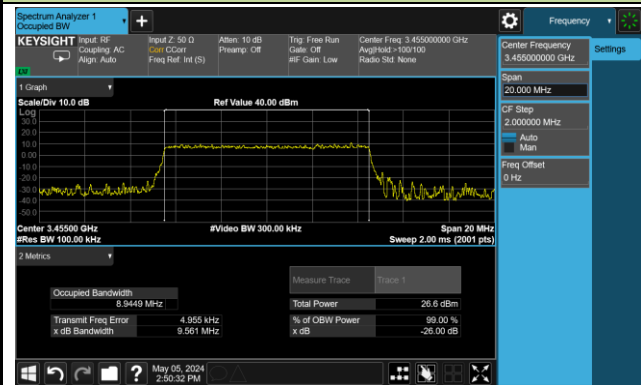 Spectrum Analyzer 1
Occupied BW
Frequency
KEYSIGHT
Input: RF
Coupling: AC
Align: Auto
Input Z: 50 Ω
Corr CCorr
Freq Ref: Int (S)
Atten: 10 dB
Preamp: Off
Trig: Free Run
Gate: Off
#IF Gain: Low
Center Freq: 3.455000000 GHz
Avg|Hold:>100/100
Radio Std: None
Center Frequency
3.455000000 GHz
Settings
Span
20.000 MHz
CF Step
2.000000 MHz
Auto
Man
Freq Offset
0 Hz
1 Graph
Scale/Div 10.0 dB
Ref Value 40.00 dBm
Log
30.0
20.0
10.0
0.00
-10.0
-20.0
-30.0
-40.0
-50.0
Center 3.45500 GHz
#Video BW 300.00 kHz
Span 20 MHz
#Res BW 100.00 kHz
Sweep 2.00 ms (2001 pts)
2 Metrics
Measure Trace
Trace 1
Occupied Bandwidth
8.9449 MHz
Total Power
26.6 dBm
Transmit Freq Error
4.955 kHz
% of OBW Power
99.00 %
x dB Bandwidth
9.561 MHz
x dB
-26.00 dB
May 05, 2024
2:50:32 PM